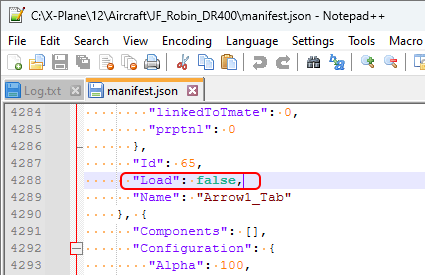 C:\X-Plane\12\Aircraft\JF_Robin_DR400\manifest.json - Notepad++
File Edit Search View Encoding Language Settings Tools Macro
Log.txt manifest.json
4284 "linkedToTmate": 0,
4285 "prptnl": 0
4286 },
4287 "Id": 65,
4288 "Load": false,
4289 "Name": "Arrow1_Tab"
4290 }, {
4291 "Components": [],
4292 "Configuration": {
4293 "Alpha": 100,